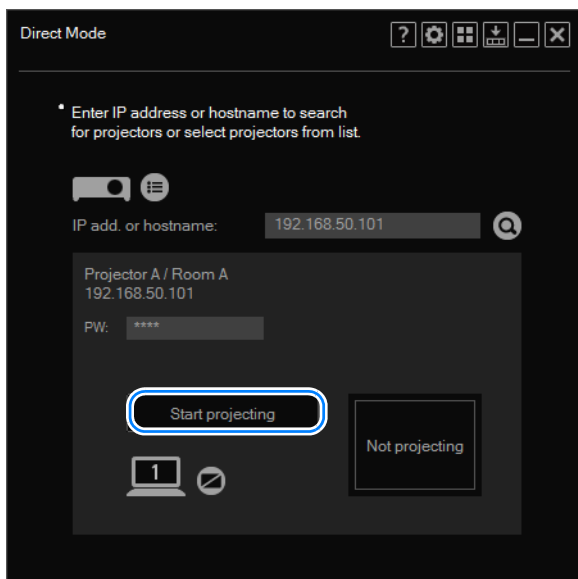 Direct Mode
?
Enter IP address or hostname to search
for projectors or select projectors from list.
IP add. or hostname: 192.168.50.101
Projector A / Room A
192.168.50.101
PW: ****
Start projecting
Not projecting
1